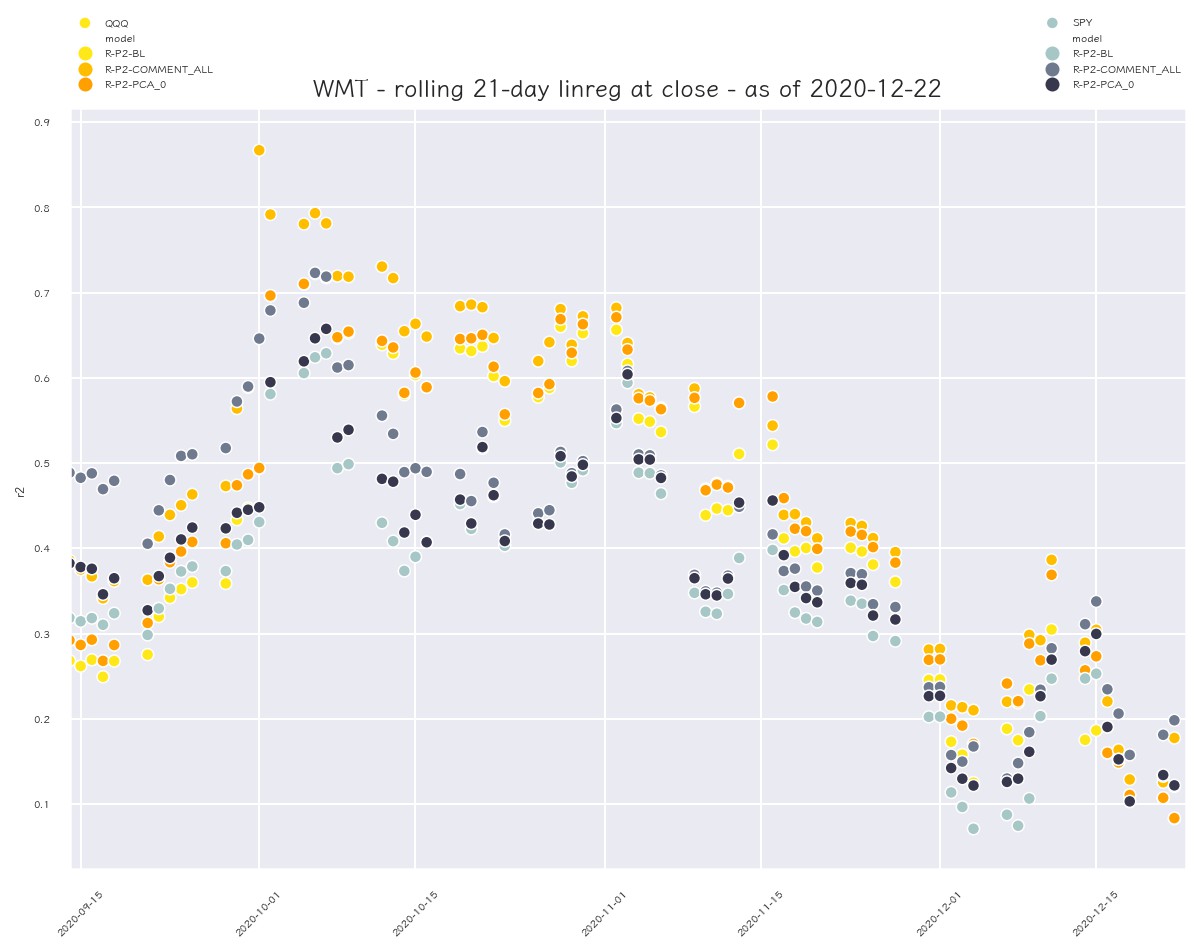 QQQ
model
R-P2-BL
R-P2-COMMENT_ALL
R-P2-PCA_0
SPY
model
R-P2-BL
R-P2-COMMENT_ALL
R-P2-PCA_0
WMT - rolling 21-day linreg at close - as of 2020-12-22
0.9
0.8
0.7
0.6
0.5
0.4
0.3
0.2
0.1
r2
2020-09-15
2020-10-01
2020-10-15
2020-11-01
2020-11-15
2020-12-01
2020-12-15